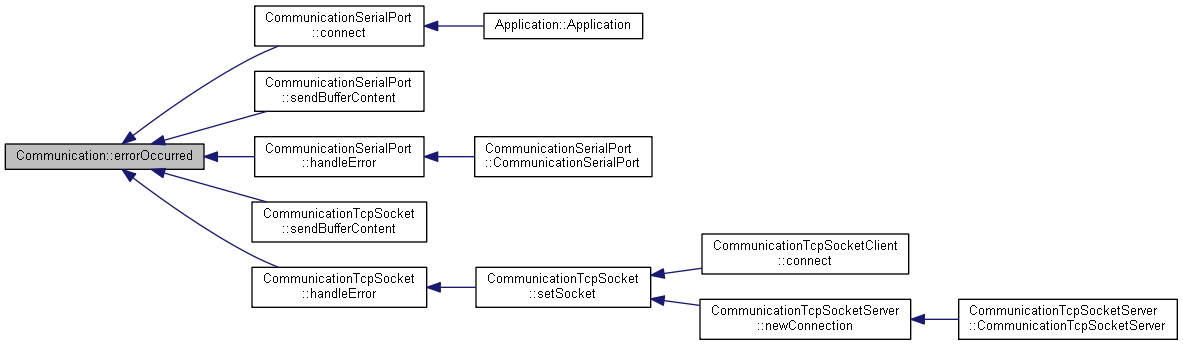 CommunicationSerialPort
::connect
Application::Application
CommunicationSerialPort
::sendBufferContent
Communication::errorOccurred
CommunicationSerialPort
::handleError
CommunicationSerialPort
::CommunicationSerialPort
CommunicationTcpSocket
::sendBufferContent
CommunicationTcpSocket
::handleError
CommunicationTcpSocket
::setSocket
CommunicationTcpSocketClient
::connect
CommunicationTcpSocketServer
::newConnection
CommunicationTcpSocketServer
::CommunicationTcpSocketServer